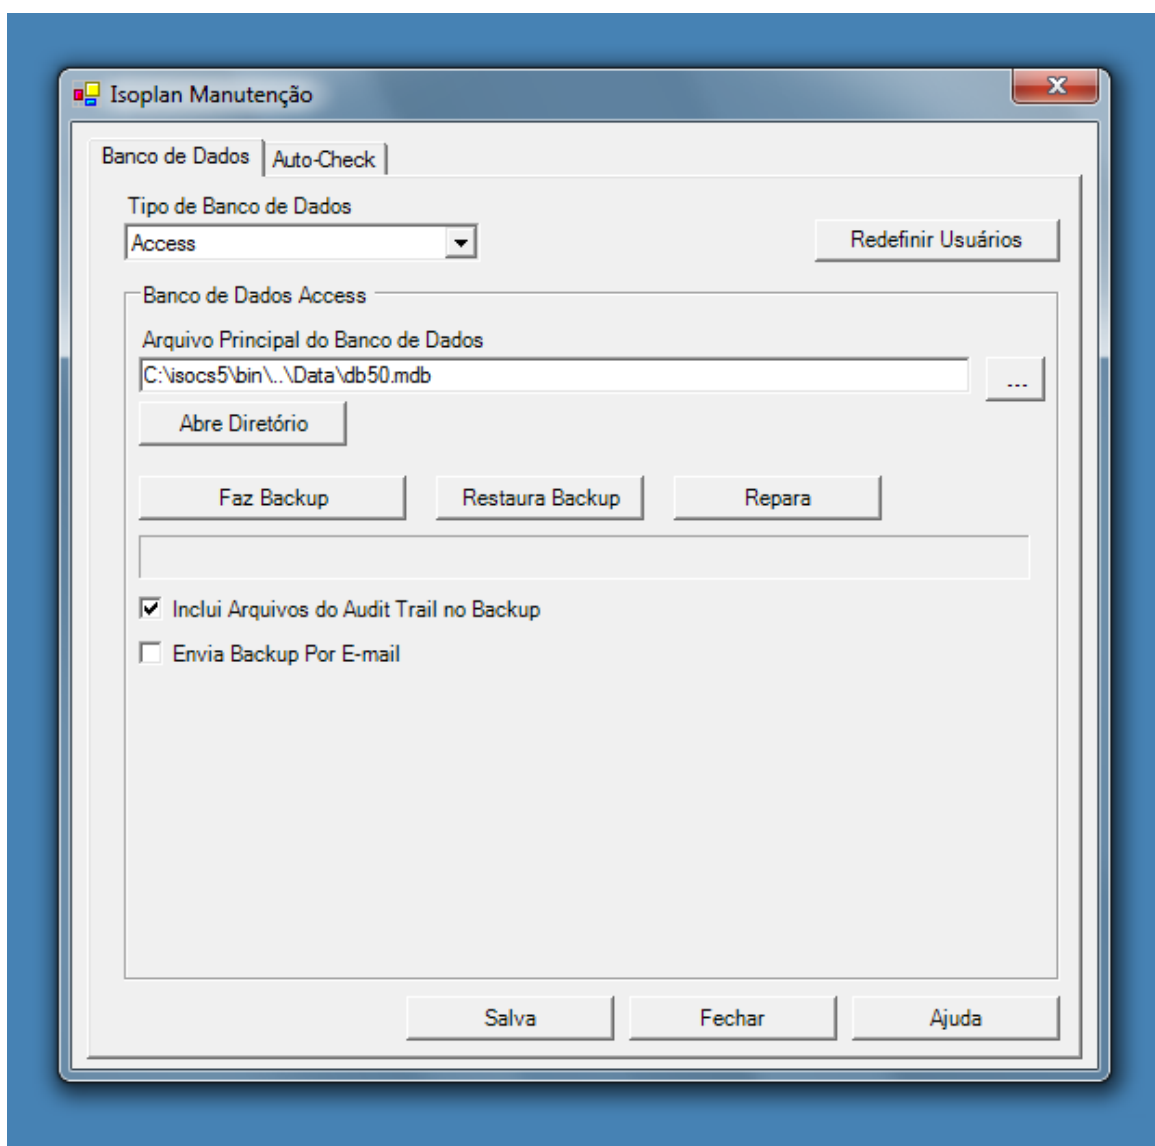 Isoplan Manutenção
Banco de Dados
Auto-Check
Tipo de Banco de Dados
Access
Redefinir Usuários
Banco de Dados Access
Arquivo Principal do Banco de Dados
C:\isocs5\bin\..\Data\db50.mdb
...
Abre Diretório
Faz Backup
Restaura Backup
Repara
Inclui Arquivos do Audit Trail no Backup
Envia Backup Por E-mail
Salva
Fechar
Ajuda